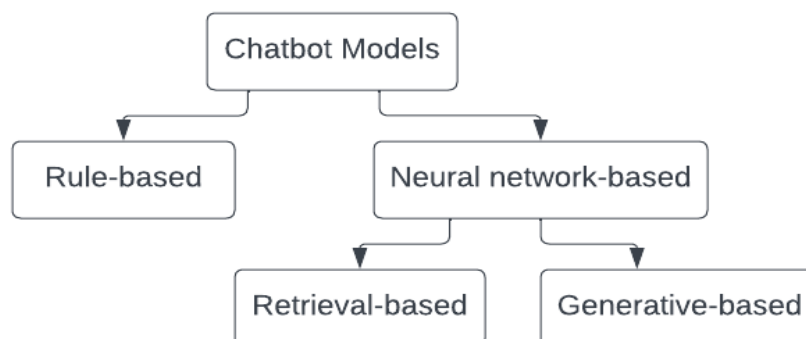 Chatbot Models
Rule-based
Neural network-based
Retrieval-based
Generative-based